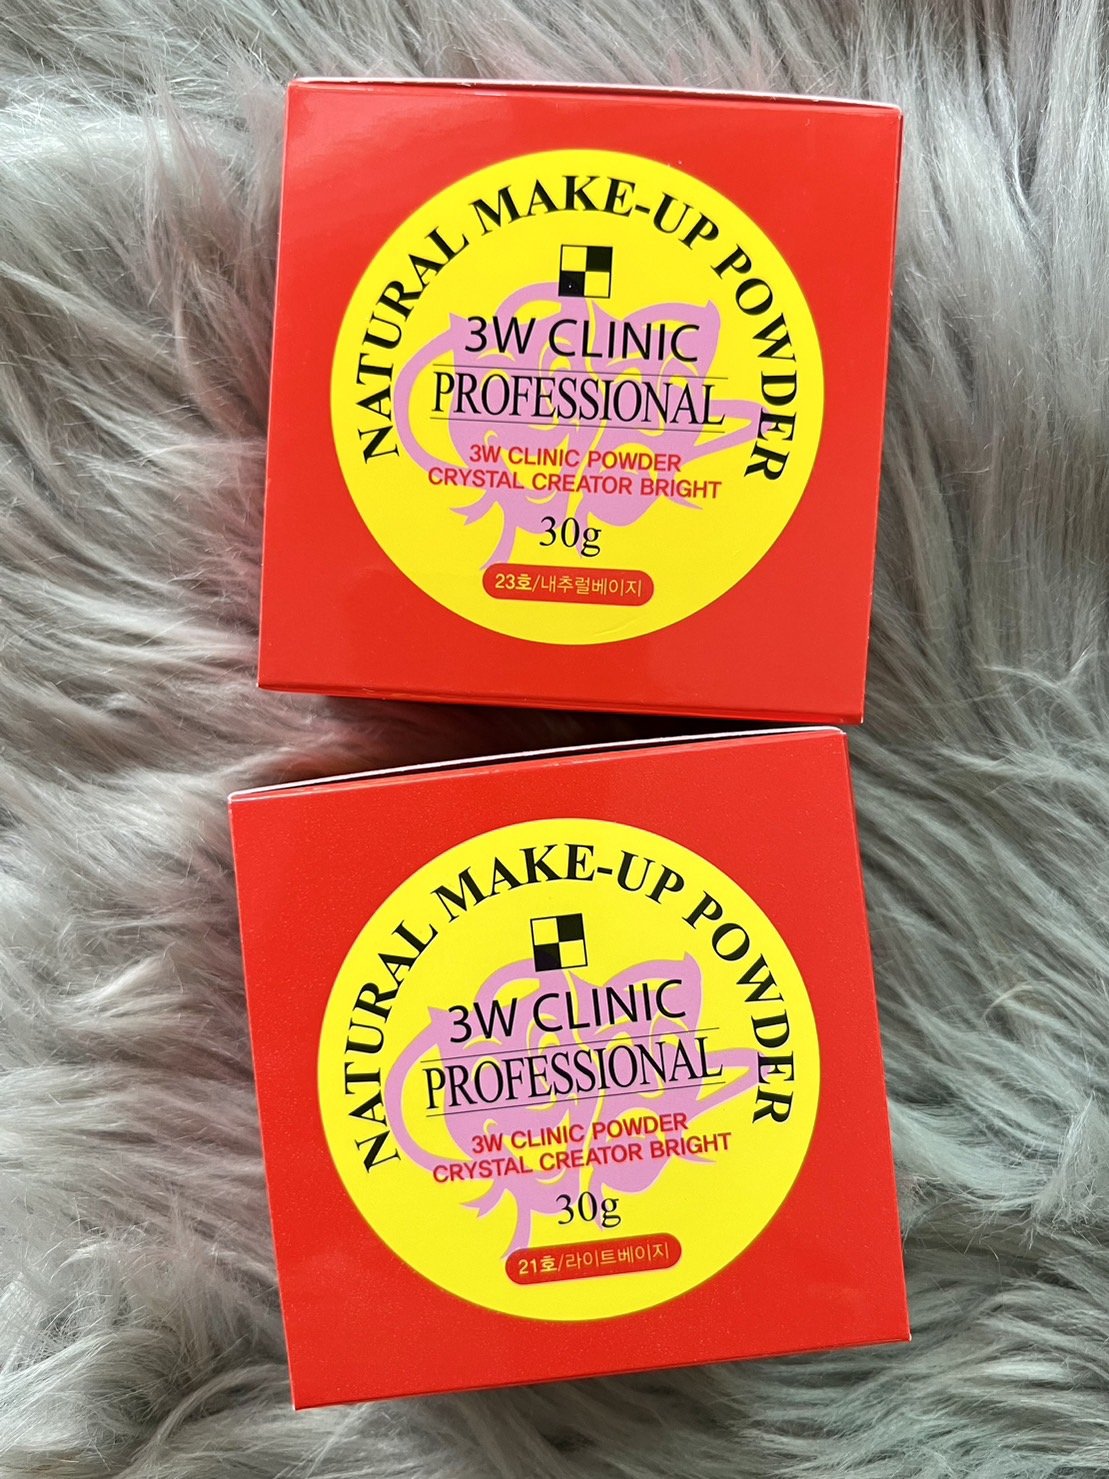 NATURAL MAKE-UP POWDER
3W CLINIC
PROFESSIONAL
3W CLINIC POWDER
CRYSTAL CREATOR BRIGHT
30g
23호/내추럴베이지
NATURAL MAKE-UP POWDER
3W CLINIC
PROFESSIONAL
3W CLINIC POWDER
CRYSTAL CREATOR BRIGHT
30g
21호/라이트베이지